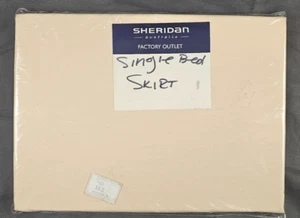 SHERIDAN
australia
FACTORY OUTLET
Single Bed
SKIRT